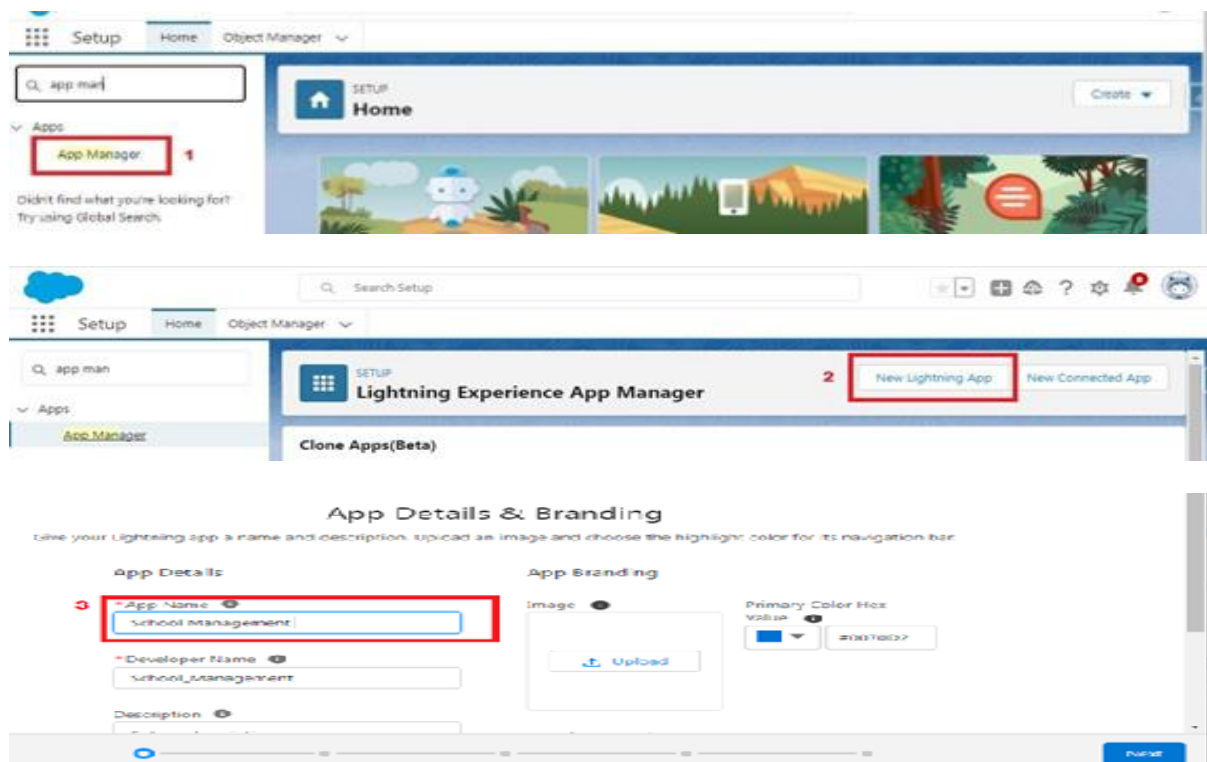 Setup Home Object Manager
app man
SETUP
Home
Create
Apps
App Manager 1
Didn't find what you're looking for?
Try using Global Search.
Search Setup
Setup Home Object Manager
app man
SETUP
Lightning Experience App Manager
2 New Lightning App New Connected App
Apps
App Manager
Clone Apps(Beta)
App Details & Branding
Give your Lightning app a name and description. Upload an image and choose the highlight color for its navigation bar.
App Details App Branding
3 *App Name Image Primary Color Hex
Value
School Management
#0070D2
*Developer Name
Upload
School_Management
Description
Next